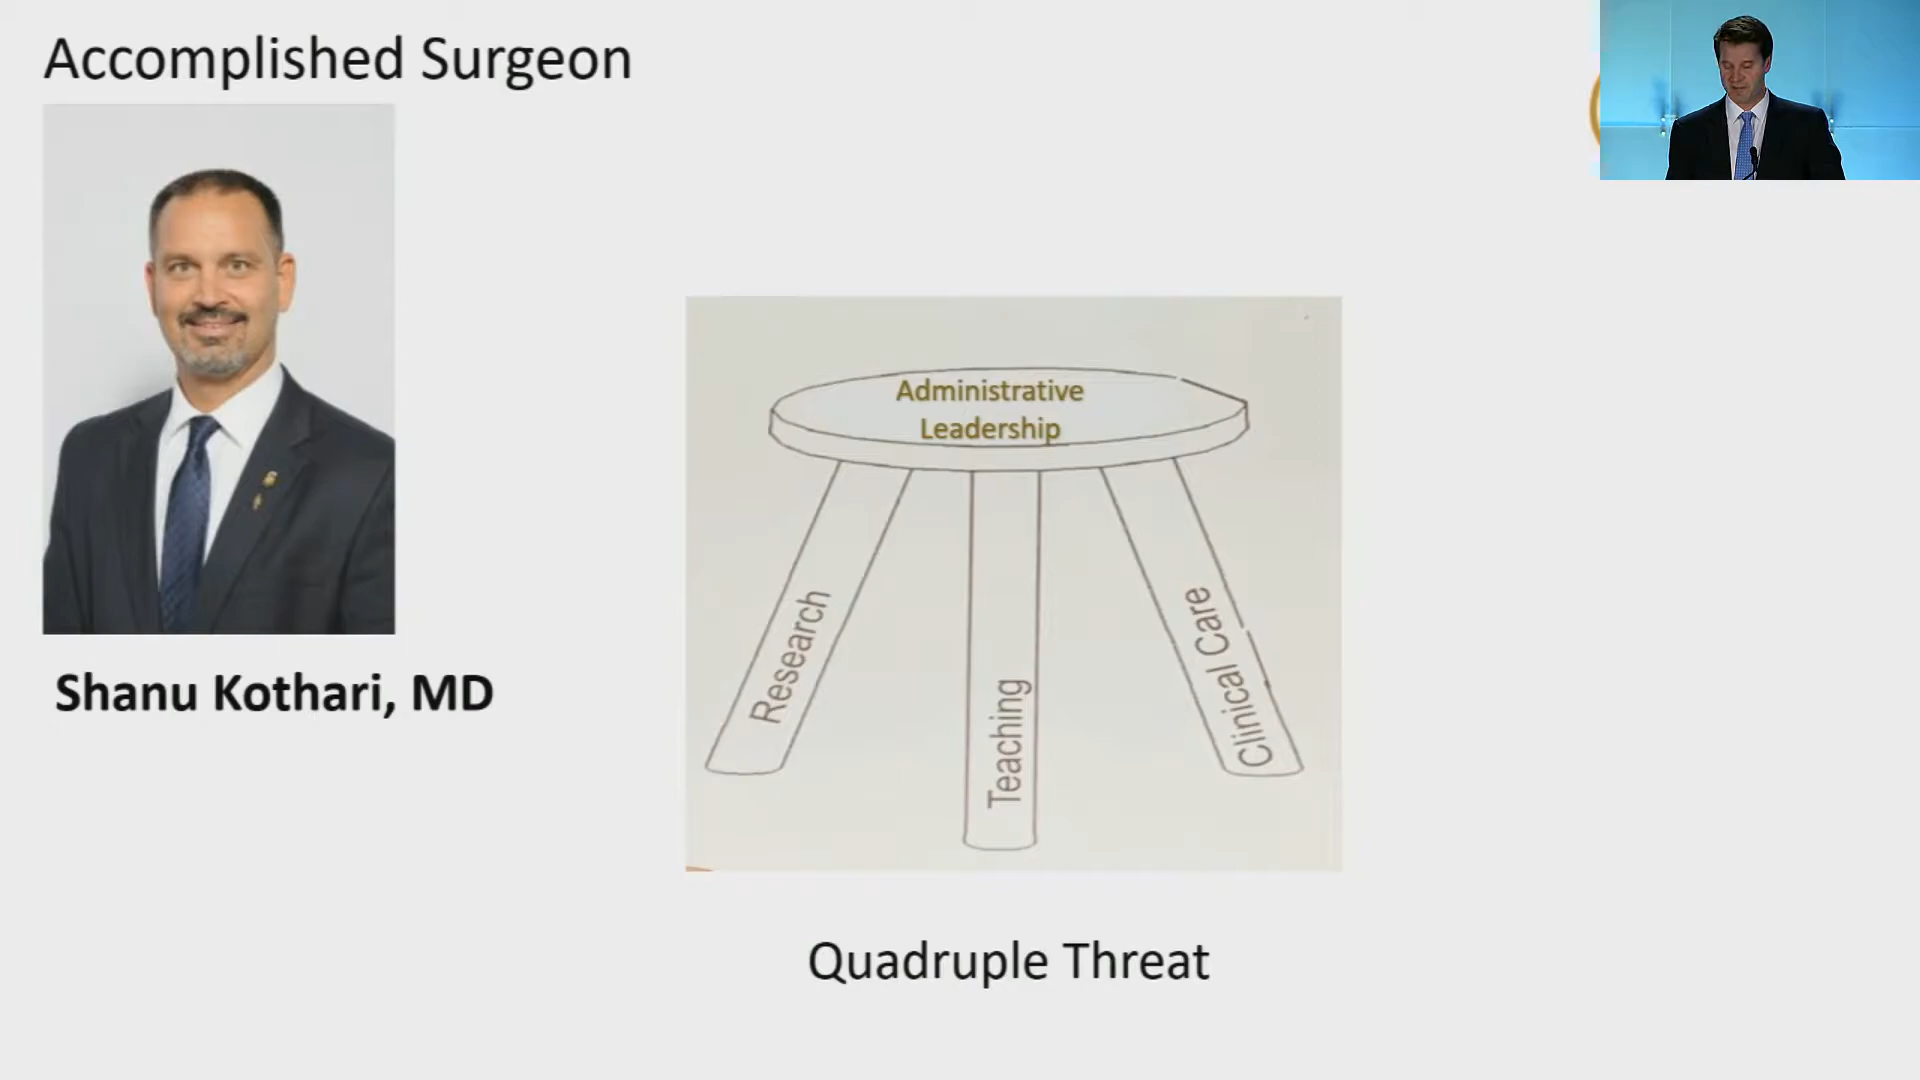 Accomplished Surgeon
Shanu Kothari, MD
Administrative
Leadership
Research
Teaching
Clinical Care
Quadruple Threat